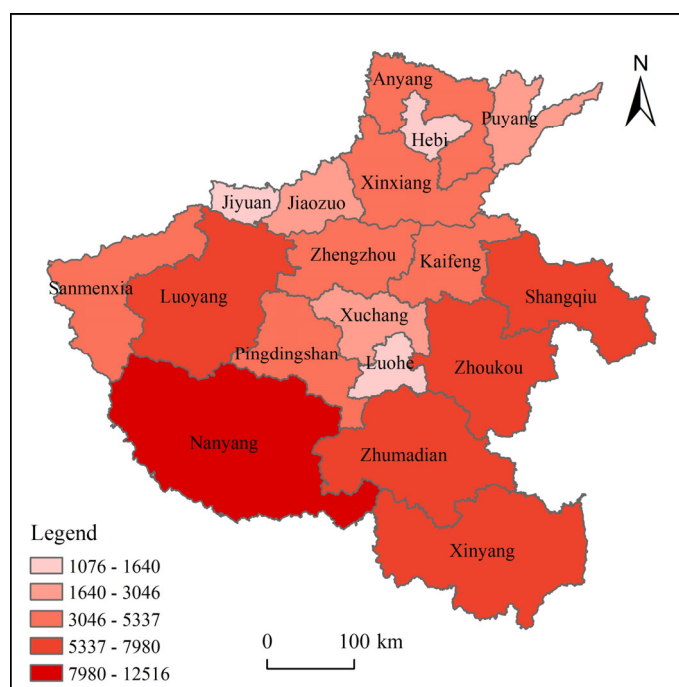 N
Anyang
Puyang
Hebi
Xinxiang
Jiyuan
Jiaozuo
Zhengzhou
Kaifeng
Sanmenxia
Luoyang
Shangqiu
Xuchang
Pingdingshan
Luohe
Zhoukou
Nanyang
Zhumadian
Xinyang
Legend
1076 - 1640
1640 - 3046
3046 - 5337
5337 - 7980
7980 - 12516
0 100 km